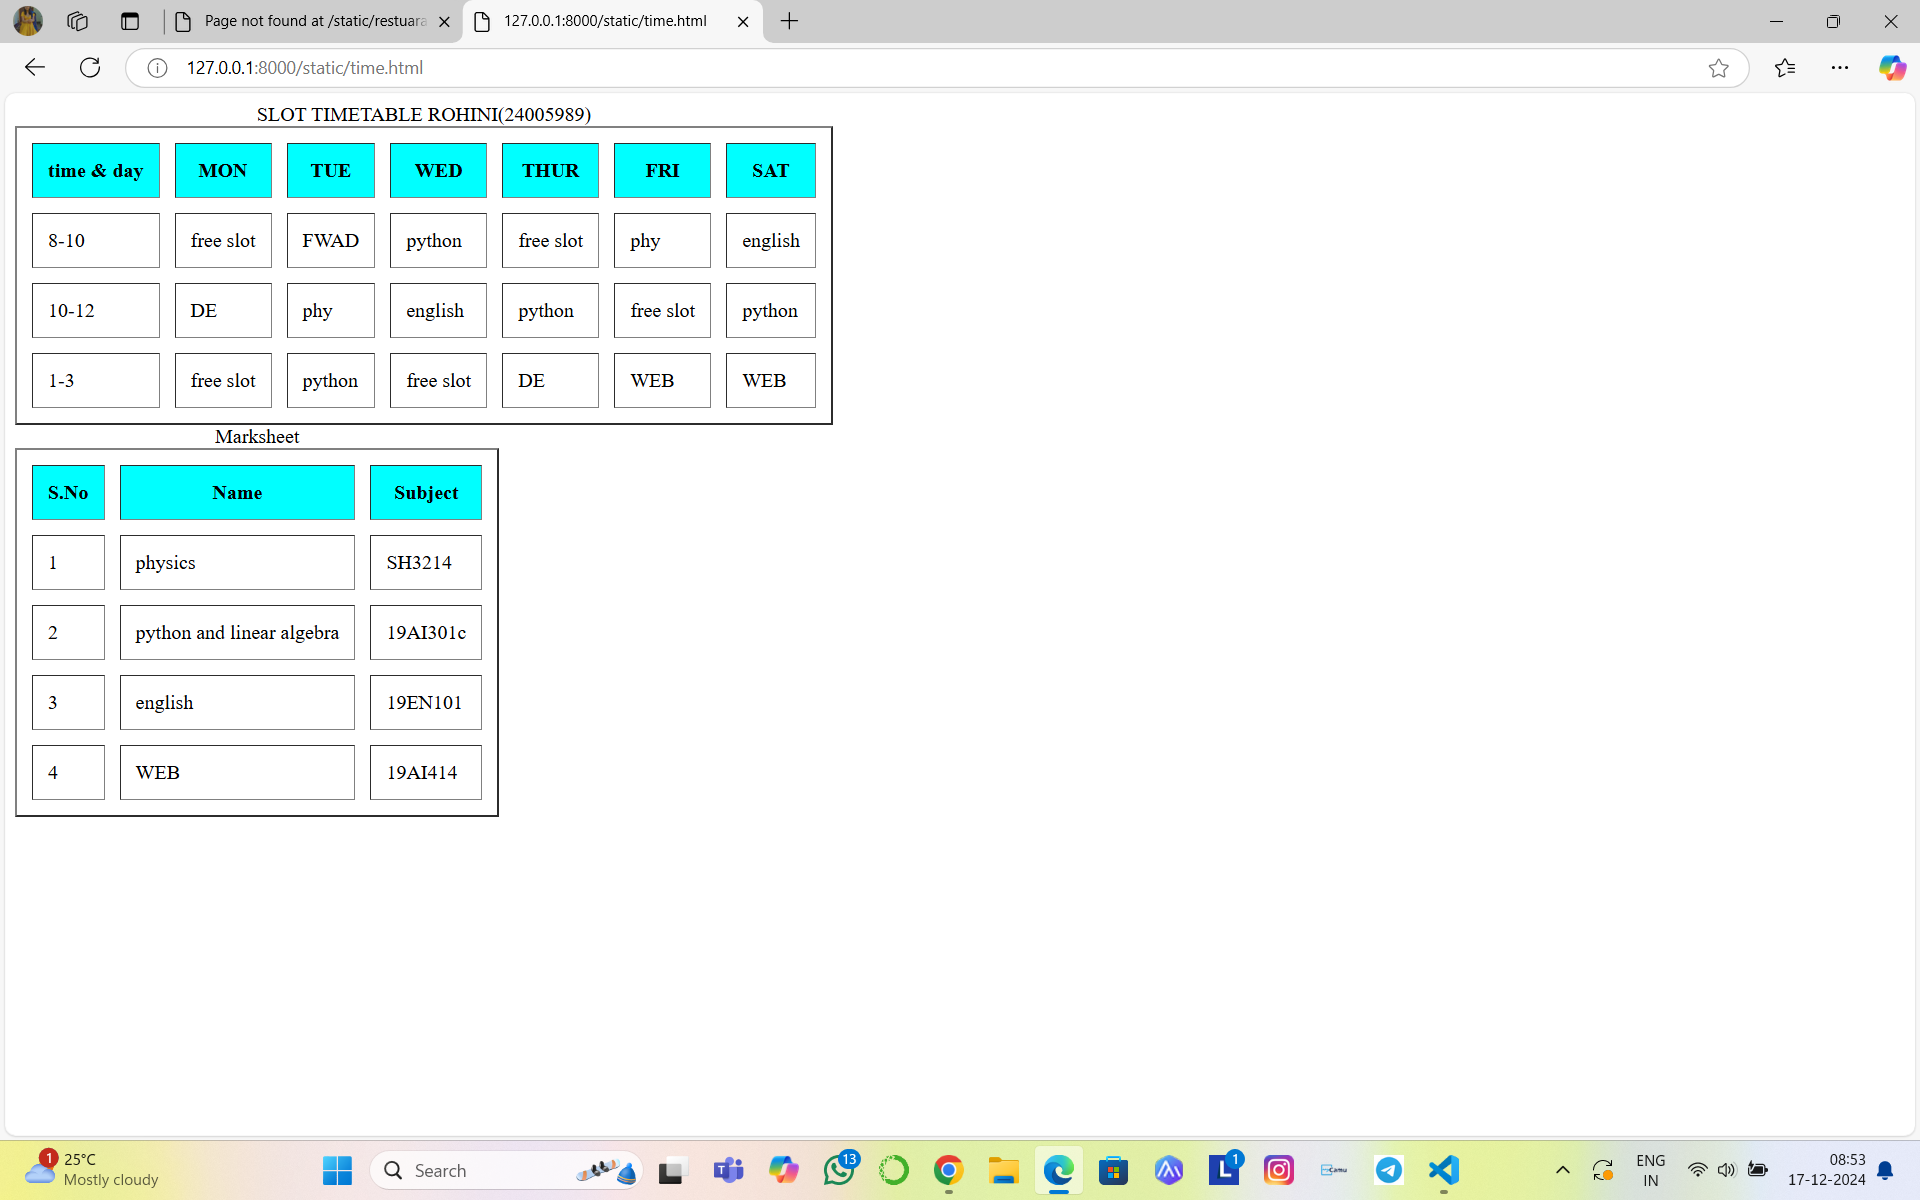 Page not found at /static/restuara
127.0.0.1:8000/static/time.html
127.0.0.1:8000/static/time.html
SLOT TIMETABLE ROHINI(24005989)
time & day MON TUE WED THUR FRI SAT
8-10 free slot FWAD python free slot phy english
10-12 DE phy english python free slot python
1-3 free slot python free slot DE WEB WEB
Marksheet
S.No Name Subject
1 physics SH3214
2 python and linear algebra 19AI301c
3 english 19EN101
4 WEB 19AI414
1 25°C
Mostly cloudy
Search
13
1
Camu
ENG
IN
08:53
17-12-2024